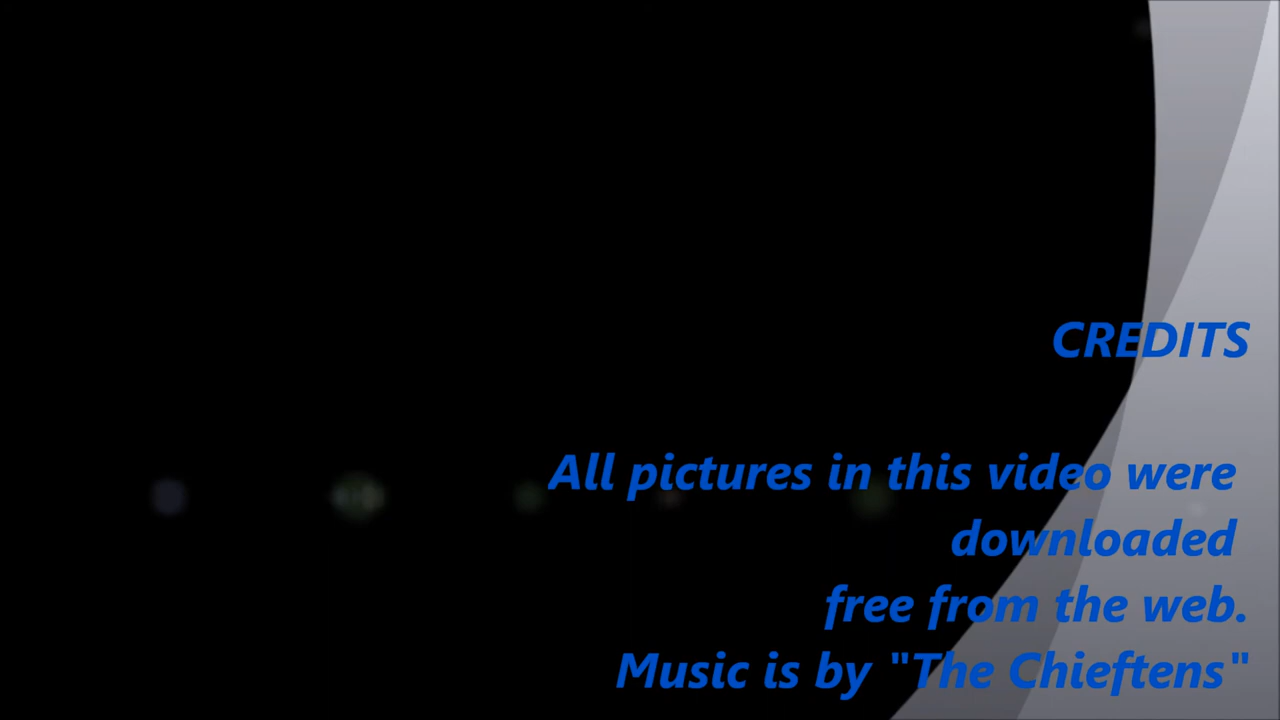 CREDITS
All pictures in this video were
downloaded
free from the web.
Music is by "The Chieftens"